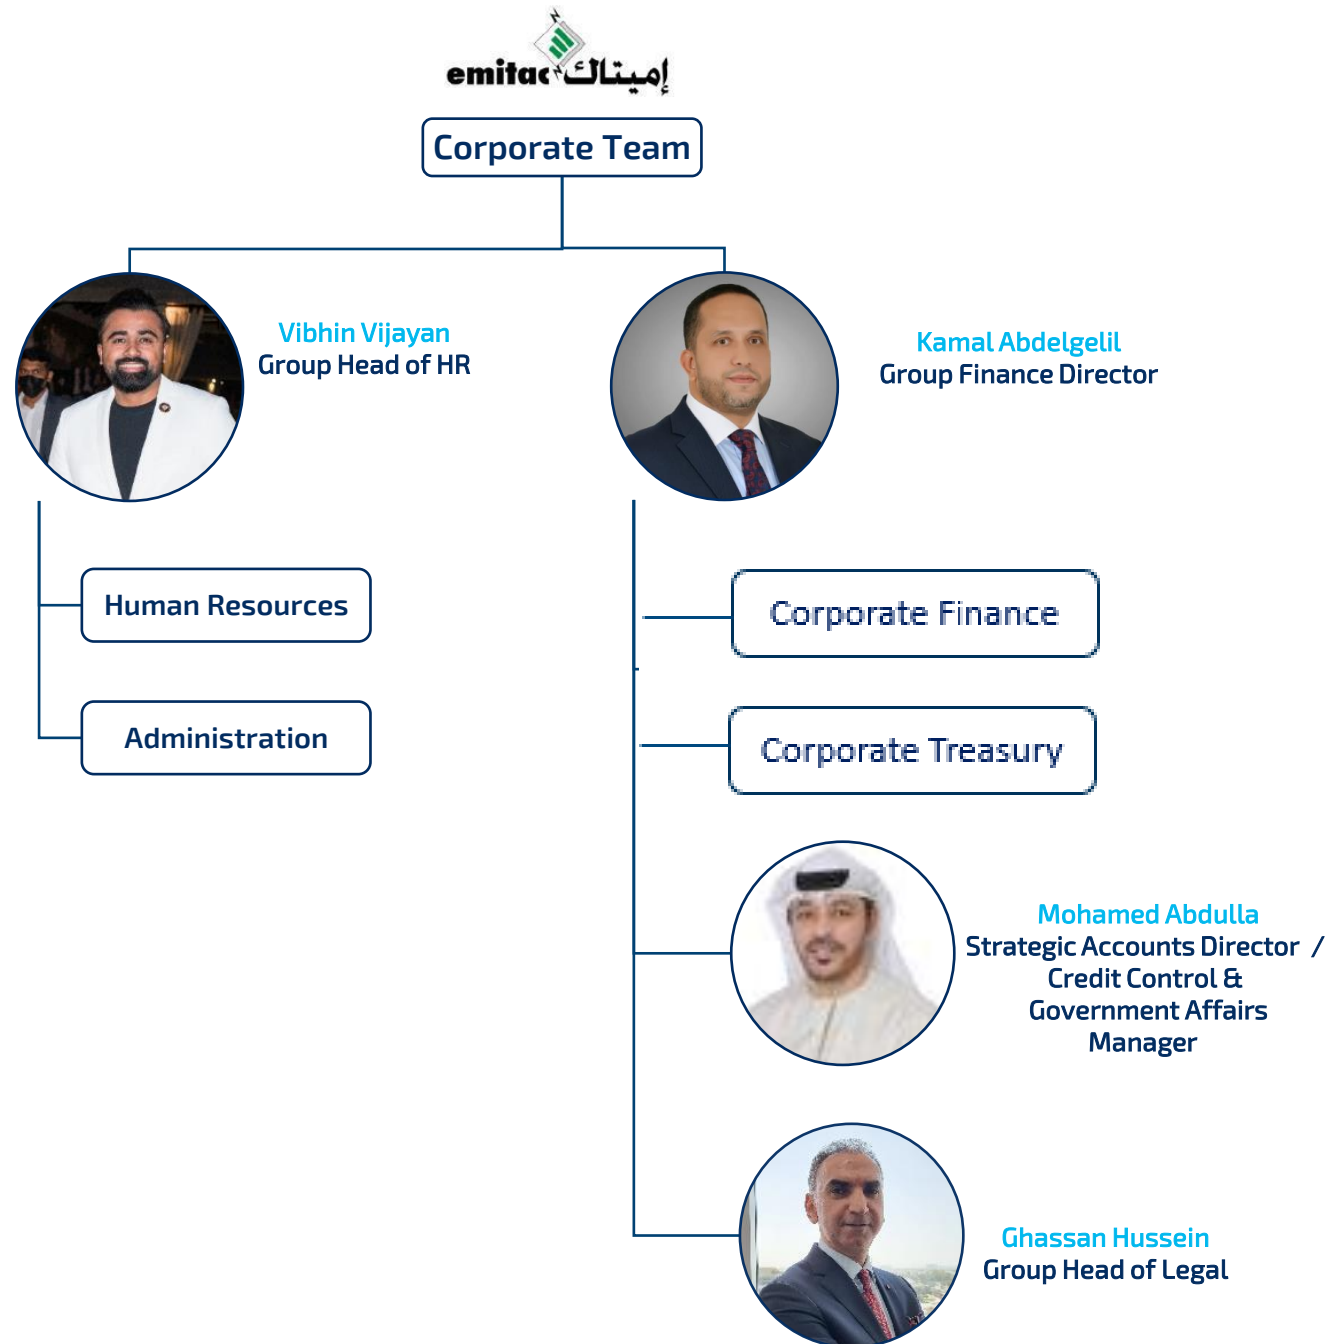 emitac إميتاك
Corporate Team
Vibhin Vijayan
Group Head of HR
Kamal Abdelgelil
Group Finance Director
Human Resources
Administration
Corporate Finance
Corporate Treasury
Mohamed Abdulla
Strategic Accounts Director /
Credit Control &
Government Affairs
Manager
Ghassan Hussein
Group Head of Legal